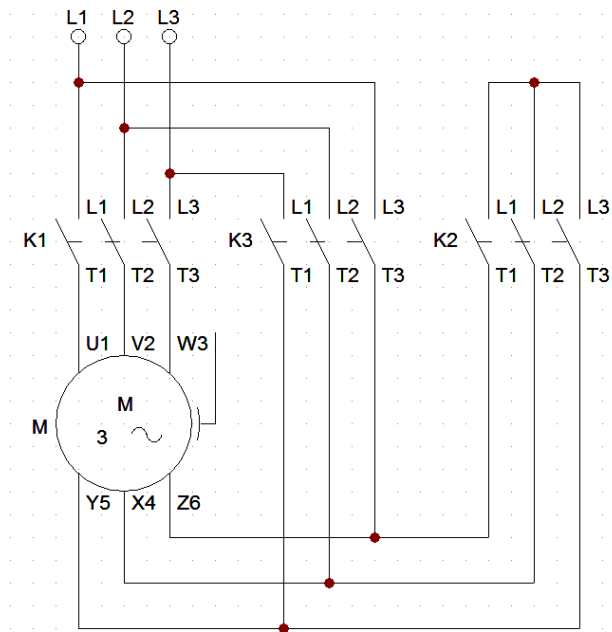 L1 L2 L3
L1 L2 L3 L1 L2 L3 L1 L2 L3
K1 K3 K2
T1 T2 T3 T1 T2 T3 T1 T2 T3
U1 V2 W3
M
M 3
Y5 X4 Z6